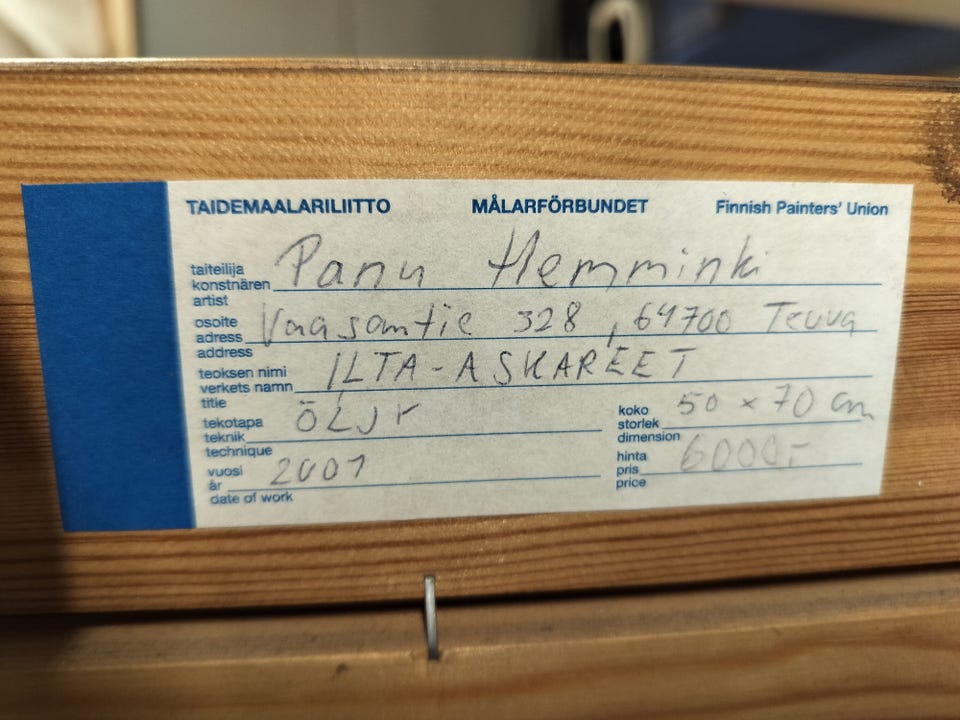 TAIDEMAALARILIITTO MÅLARFÖRBUNDET Finnish Painters' Union
taiteilija
konstnären Panu Hemminki
artist
osoite
adress Vaasantie 328, 64700 Teuva
address
teoksen nimi
verkets namn ILTA-ASKAREET
title
tekotapa
teknik ÖLJY
technique
koko
storlek 50 x 70 cm
dimension
vuosi
år 2001
date of work
hinta
pris 6000,-
price